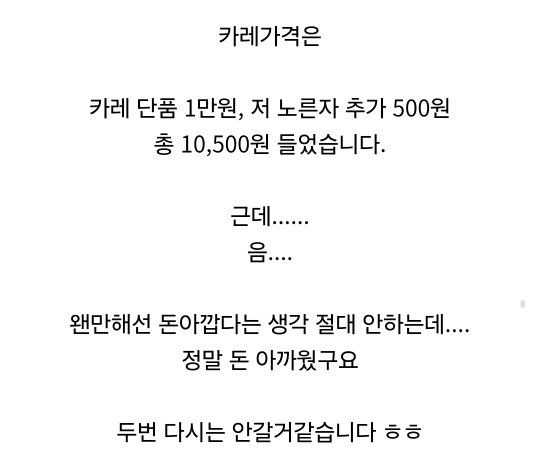 카레가격은
카레 단품 1만원, 저 노른자 추가 500원
총 10,500원 들었습니다.
근데......
음....
왠만해선 돈아깝다는 생각 절대 안하는데....
정말 돈 아까웠구요
두번 다시는 안갈거같습니다 ㅎㅎ